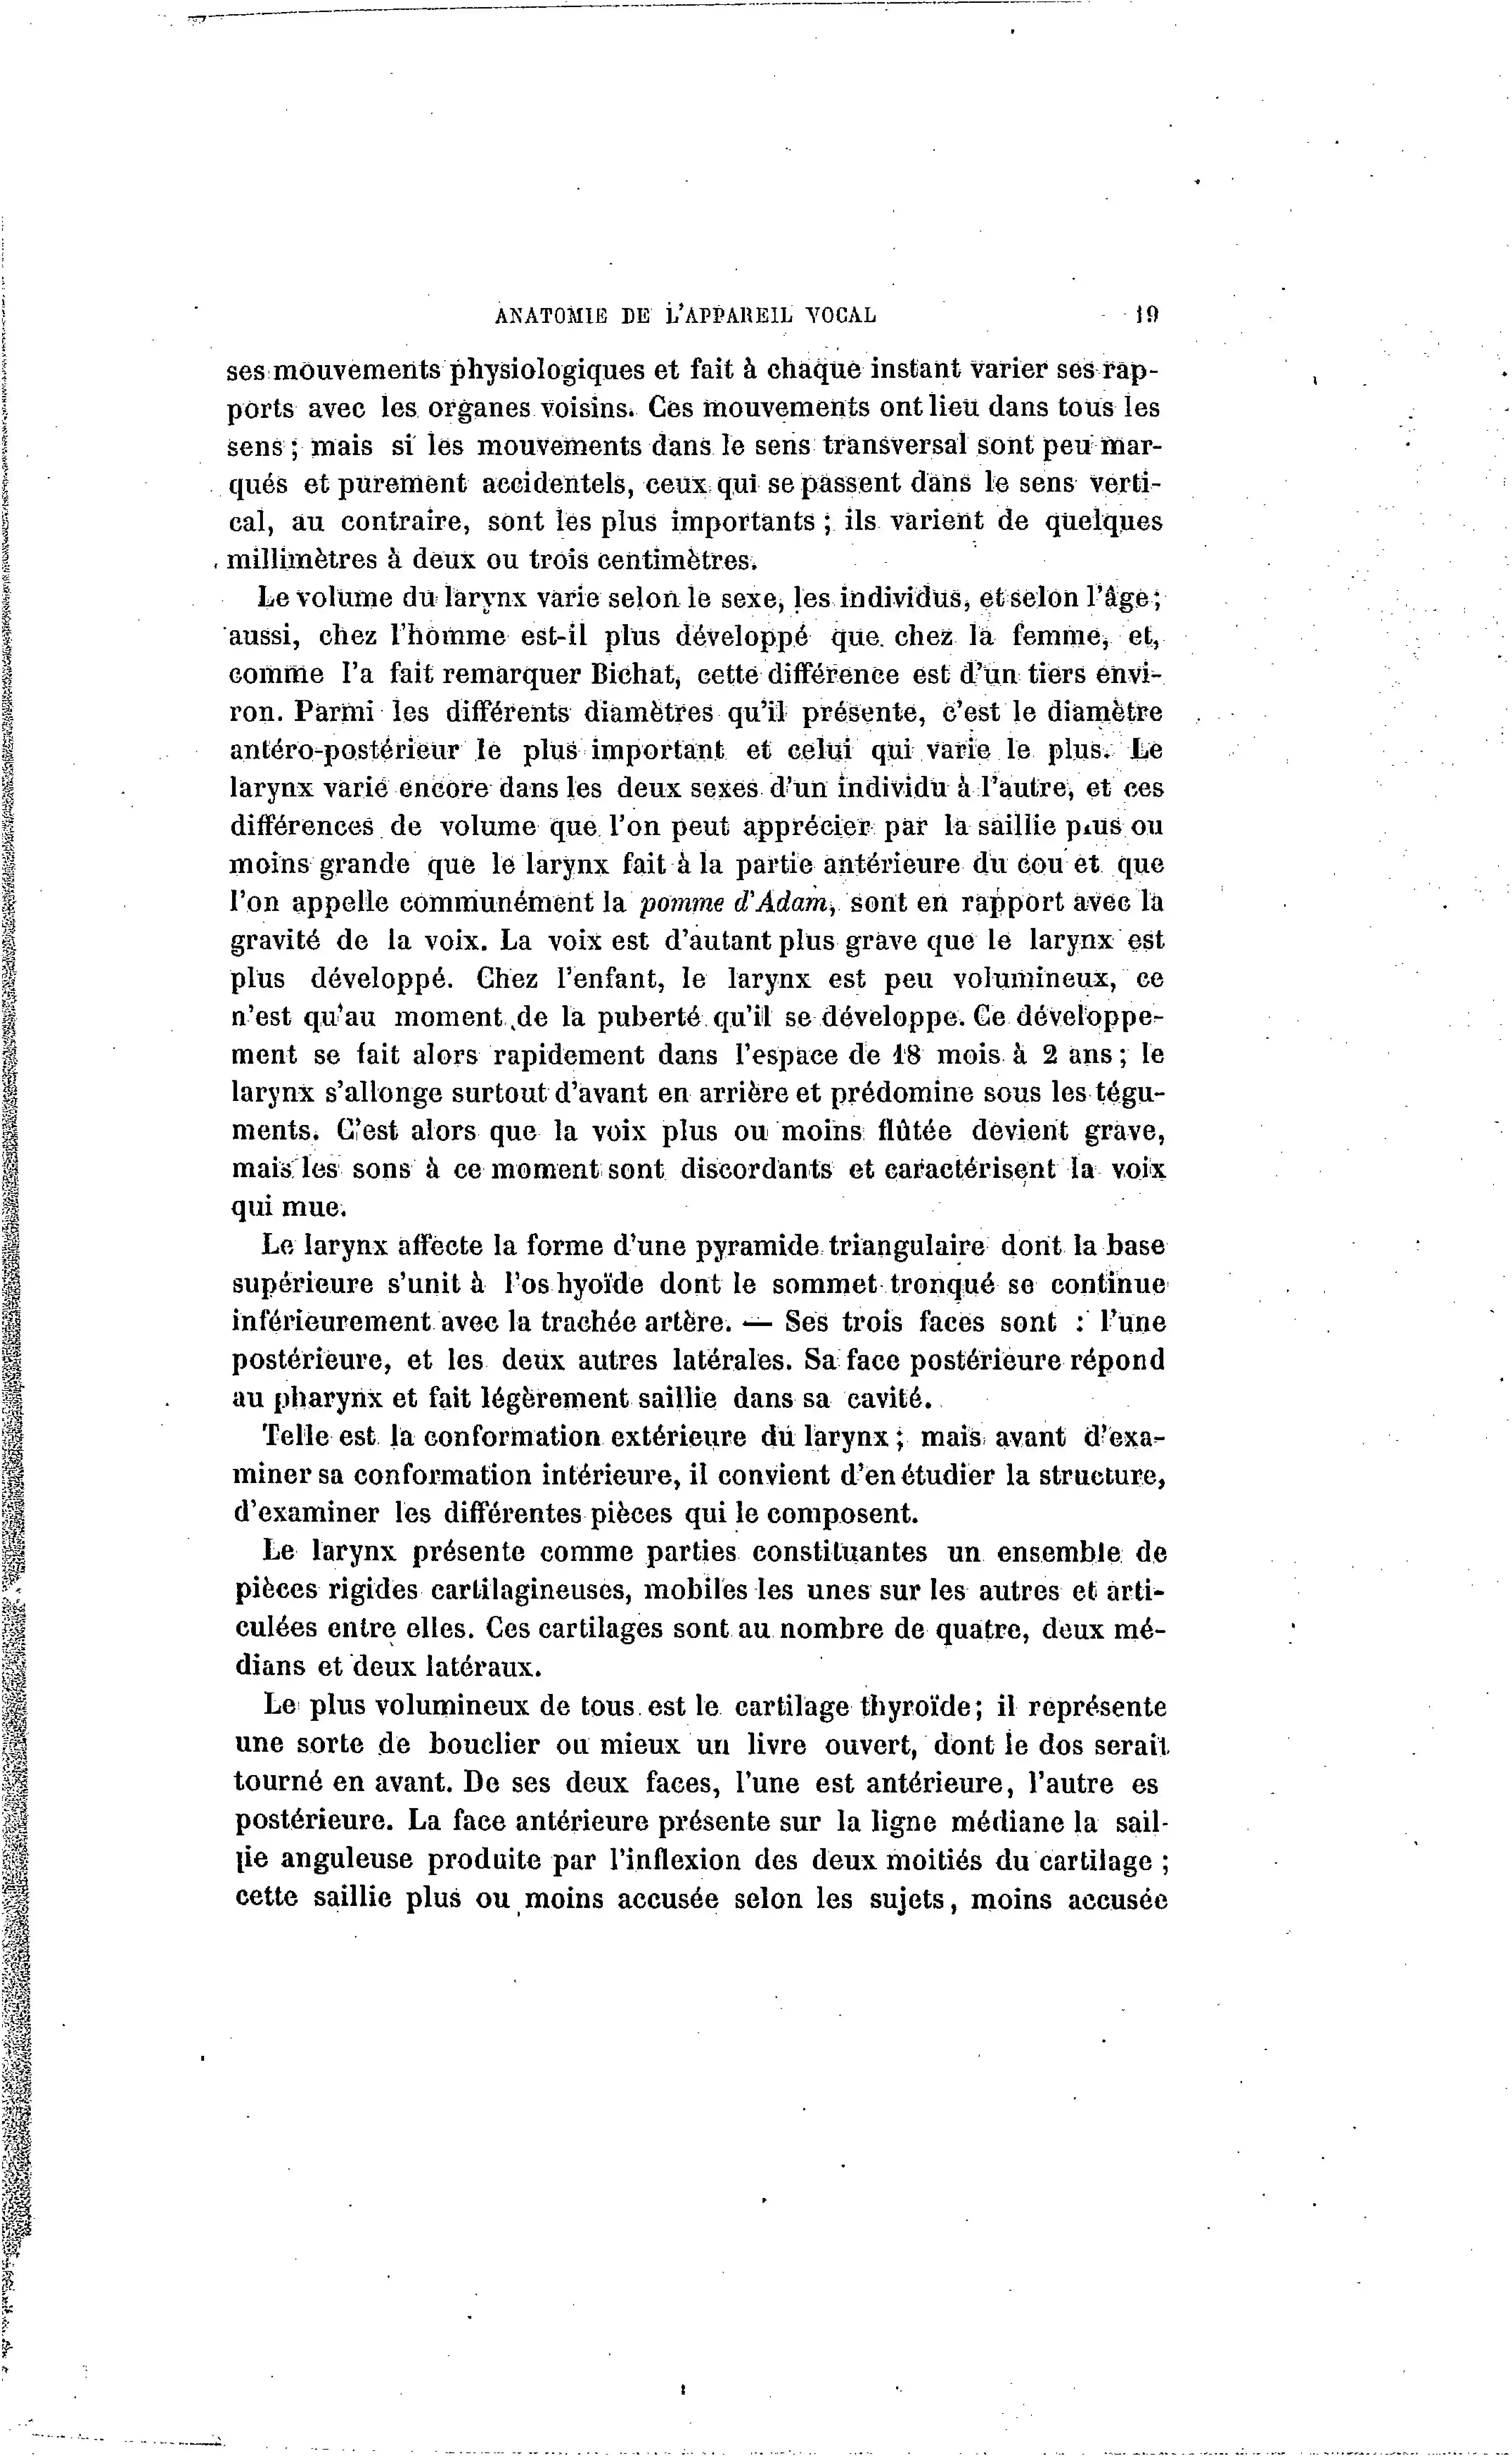 ANATOMIE DE L'APPAREIL VOCAL 19
ses mouvements physiologiques et fait à chaque instant varier ses rap-
ports avec les organes voisins. Ces mouvements ont lieu dans tous les
sens ; mais si les mouvements dans le sens transversal sont peu mar-
qués et purement accidentels, ceux qui se passent dans le sens verti-
cal, au contraire, sont les plus importants ; ils varient de quelques
millimètres à deux ou trois centimètres.
Le volume du larynx varie selon le sexe, les individus, et selon l'âge ;
aussi, chez l'homme est-il plus développé que chez la femme, et,
comme l'a fait remarquer Bichat, cette différence est d'un tiers envi-
ron. Parmi les différents diamètres qu'il présente, c'est le diamètre
antéro-postérieur le plus important et celui qui varie le plus. Le
larynx varie encore dans les deux sexes d'un individu à l'autre, et ces
différences de volume que l'on peut apprécier par la saillie plus ou
moins grande que le larynx fait à la partie antérieure du cou et que
l'on appelle communément la pomme d'Adam, sont en rapport avec la
gravité de la voix. La voix est d'autant plus grave que le larynx est
plus développé. Chez l'enfant, le larynx est peu volumineux, ce
n'est qu'au moment de la puberté qu'il se développe. Ce développe-
ment se fait alors rapidement dans l'espace de 18 mois à 2 ans ; le
larynx s'allonge surtout d'avant en arrière et prédomine sous les tégu-
ments. C'est alors que la voix plus ou moins flûtée devient grave,
mais les sons à ce moment sont discordants et caractérisent la voix
qui mue.
Le larynx affecte la forme d'une pyramide triangulaire dont la base
supérieure s'unit à l'os hyoïde dont le sommet tronqué se continue
inférieurement avec la trachée artère. — Ses trois faces sont : l'une
postérieure, et les deux autres latérales. Sa face postérieure répond
au pharynx et fait légèrement saillie dans sa cavité.
Telle est la conformation extérieure du larynx ; mais avant d'exa-
miner sa conformation intérieure, il convient d'en étudier la structure,
d'examiner les différentes pièces qui le composent.
Le larynx présente comme parties constituantes un ensemble de
pièces rigides cartilagineuses, mobiles les unes sur les autres et arti-
culées entre elles. Ces cartilages sont au nombre de quatre, deux mé-
dians et deux latéraux.
Le plus volumineux de tous est le cartilage thyroïde ; il représente
une sorte de bouclier ou mieux un livre ouvert, dont le dos serait
tourné en avant. De ses deux faces, l'une est antérieure, l'autre es
postérieure. La face antérieure présente sur la ligne médiane la sail-
lie anguleuse produite par l'inflexion des deux moitiés du cartilage ;
cette saillie plus ou moins accusée selon les sujets, moins accusée